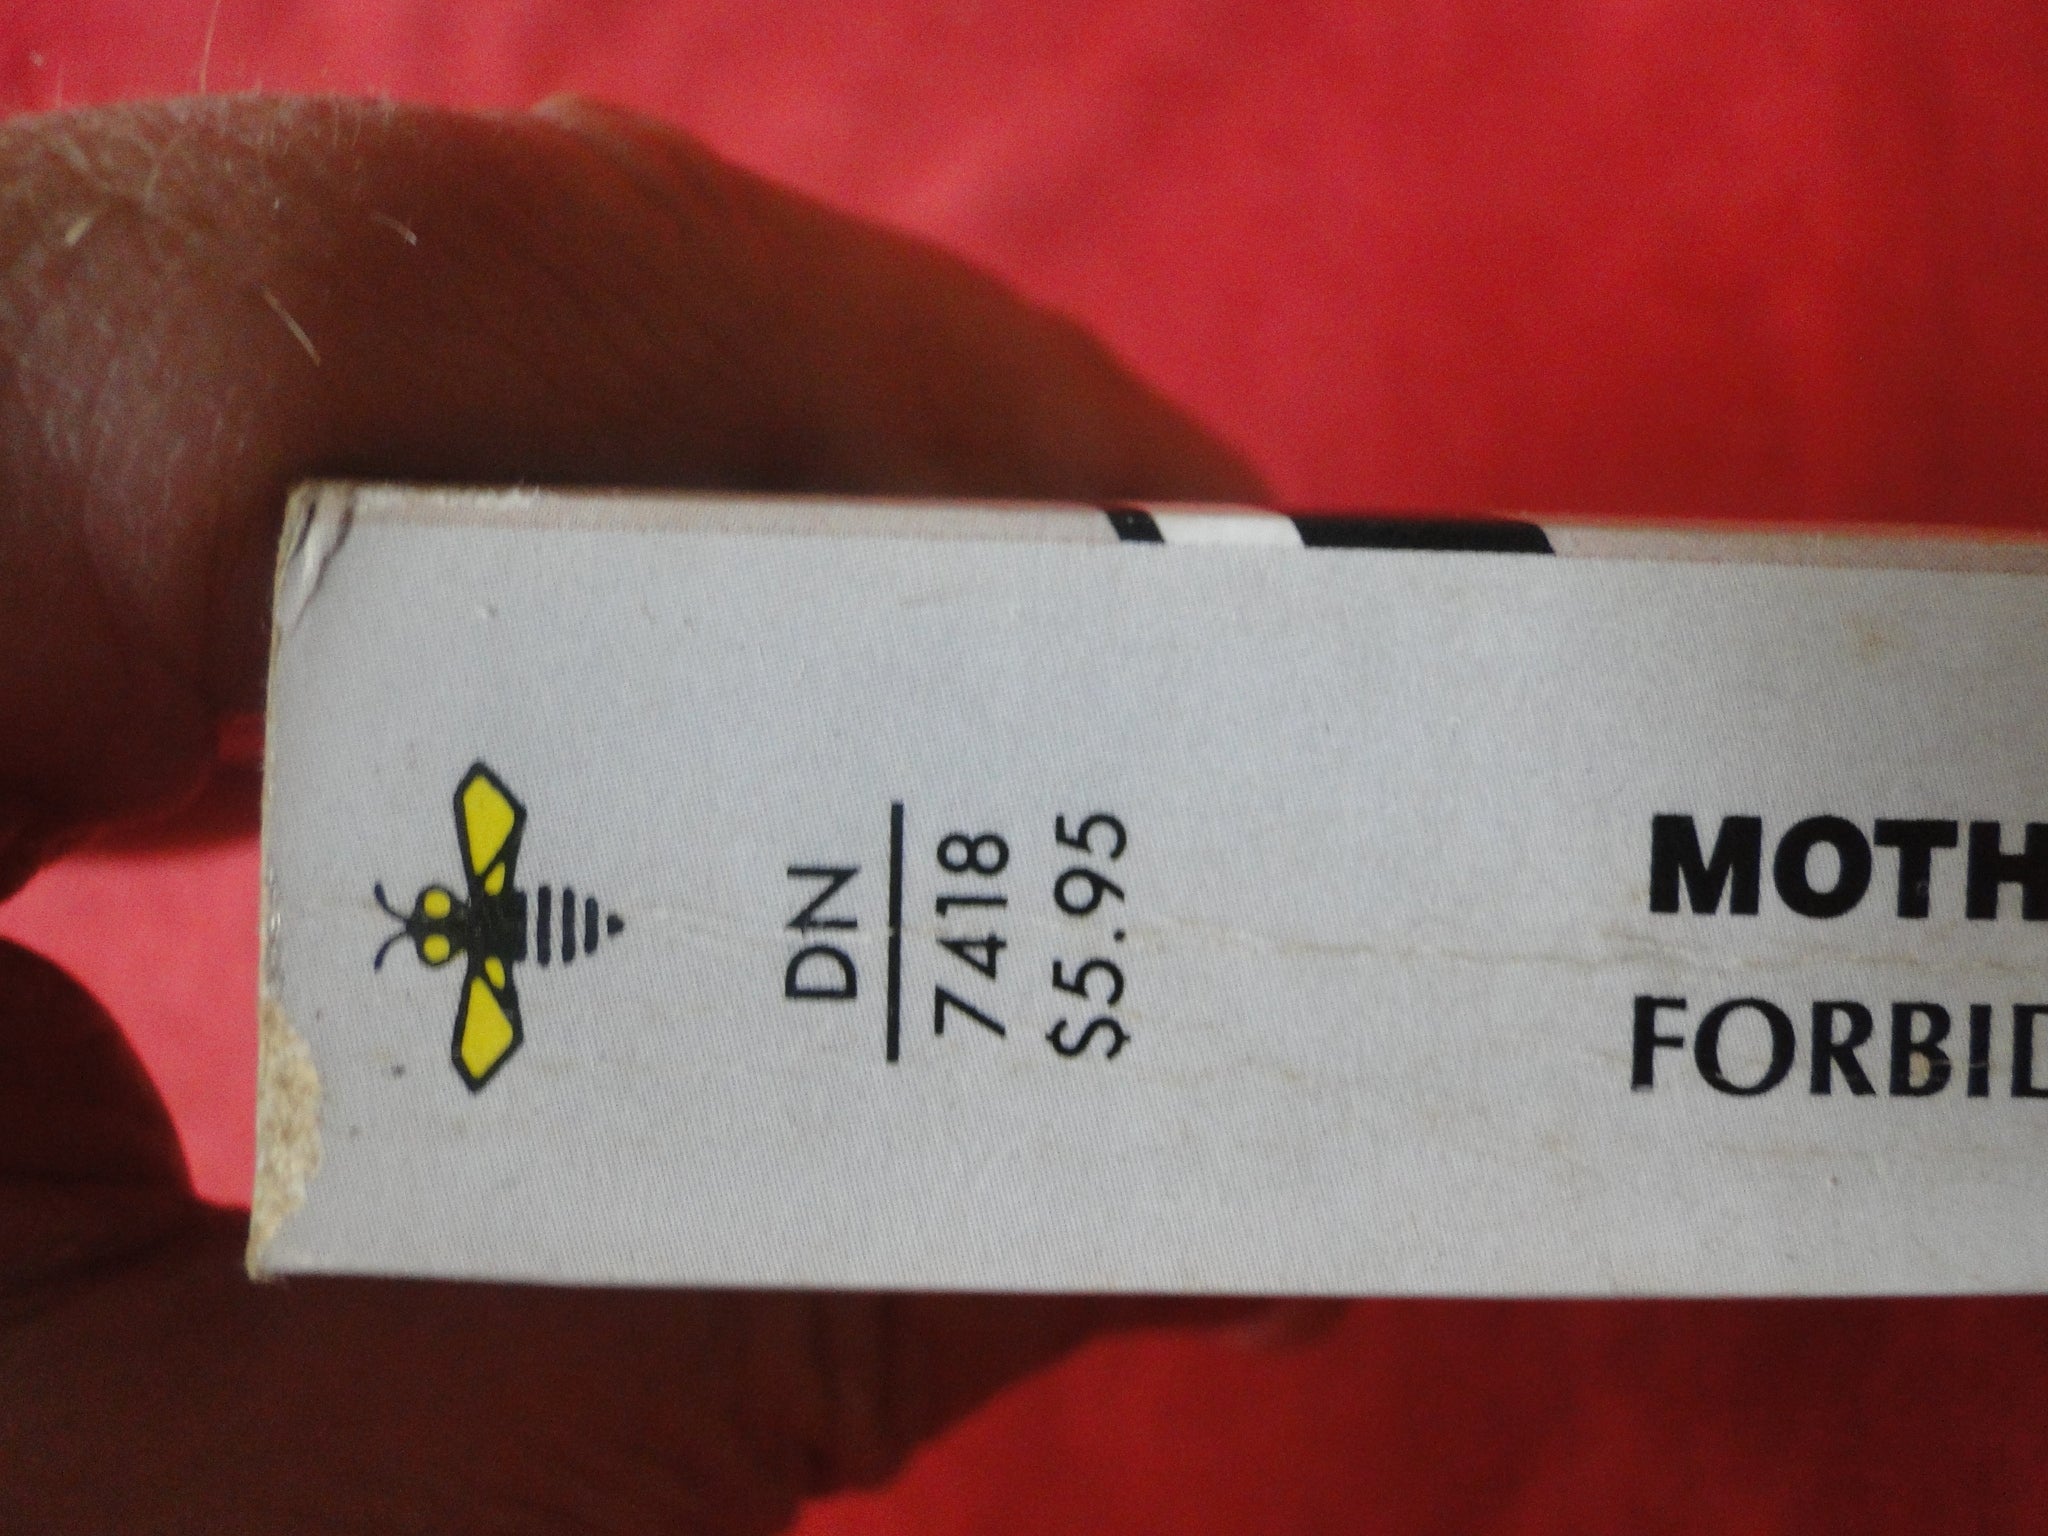 DN
7418
$5.95
MOTH
FORBID